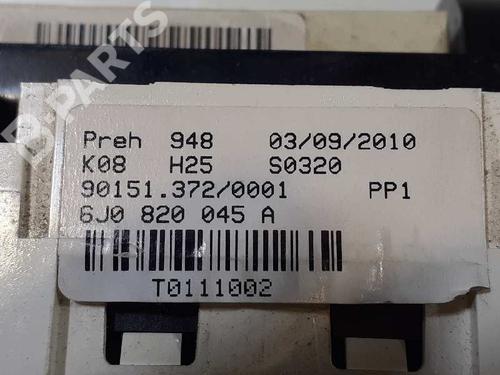 B-PARTS
Preh 948 03/09/2010
K08 H25 S0320
90151.372/0001 PP1
6J0 820 045 A
T0111002